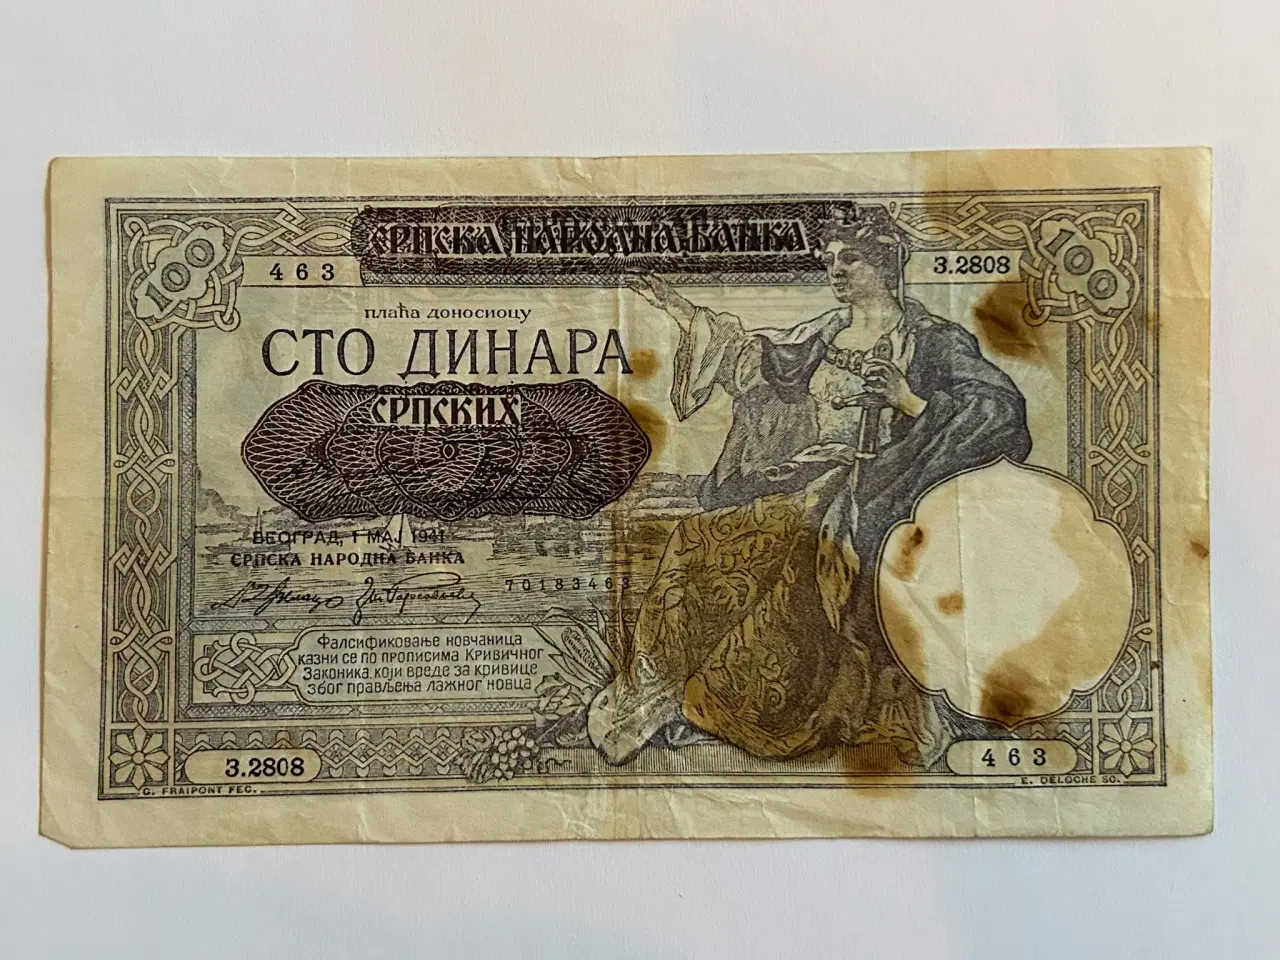 СРПСКА НАРОДНА БАНКА
100
100
463
3.2808
плаћа доносиоцу
СТО ДИНАРА
СРПСКИХ
БЕОГРАД, 1 МАЈ 1941
СРПСКА НАРОДНА БАНКА
70183463
Фалсификовање новчаница
казни се по прописима Кривичног
Законика, који вреде за кривице
због прављења лажног новца
3.2808
463
G. FRAIPONT FEC.
E. DELOCHE SC.